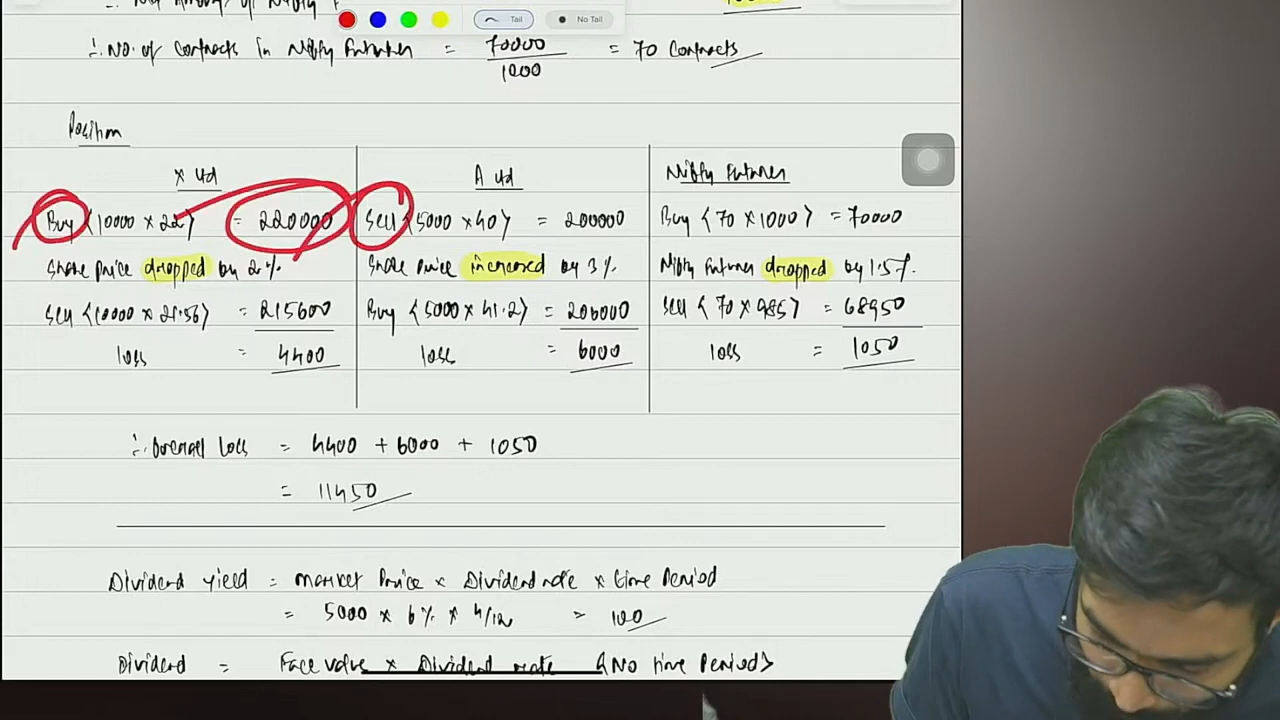 Tail No Tail
∴ No. of Contracts in Nifty Futures = 70000 / 1000 = 70 Contracts
Position
X Ltd
Buy (10000 × 22) = 220000
Share Price dropped by 2%
Sell (10000 × 21.56) = 215600
loss = 4400
A Ltd
Sell (5000 × 40) = 200000
Share Price increased by 3%
Buy (5000 × 41.2) = 206000
loss = 6000
Nifty Futures
Buy (70 × 1000) = 70000
Nifty Futures dropped by 1.5%
Sell (70 × 985) = 68950
loss = 1050
∴ Overall Loss = 4400 + 6000 + 1050
= 11450
Dividend yield = Market Price × Dividend rate × time Period
= 5000 × 6% × 4/12 = 100
Dividend = Face Value × Dividend rate (No time Period)